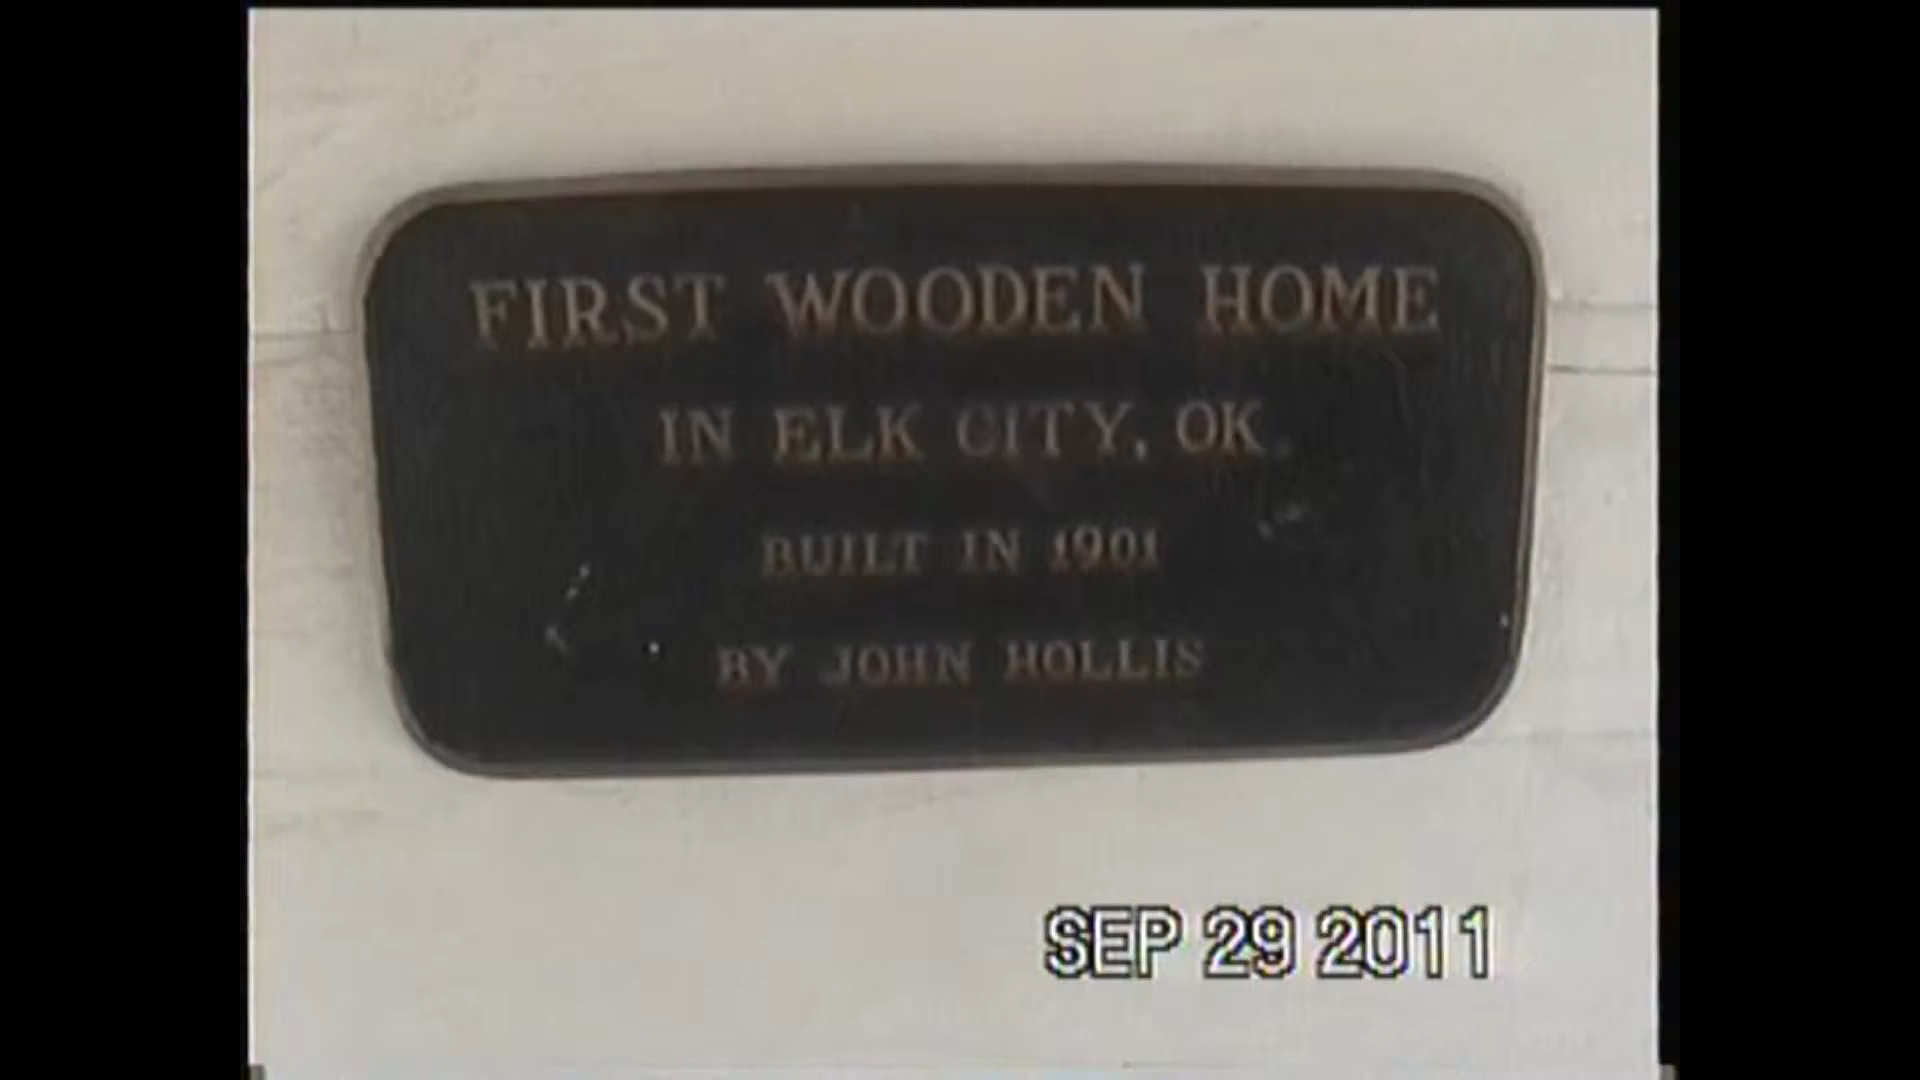 FIRST WOODEN HOME
IN ELK CITY, OK.
BUILT IN 1901
BY JOHN HOLLIS
SEP 29 2011